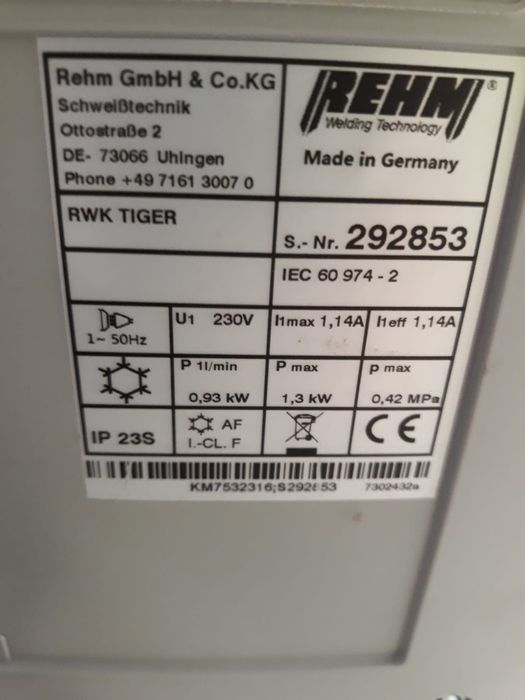 Rehm GmbH & Co.KG
Schweißtechnik
Ottostraße 2
DE- 73066 Uhingen
Phone +49 7161 3007 0
REHM®
Welding Technology
Made in Germany
RWK TIGER
S.- Nr. 292853
IEC 60 974 - 2
1~ 50Hz
U1 230V
I1max 1,14A
I1eff 1,14A
P 1l/min
0,93 kW
P max
1,3 kW
p max
0,42 MPa
IP 23S
AF
I.-CL. F
CE
KM7532316;S292853
7302432a